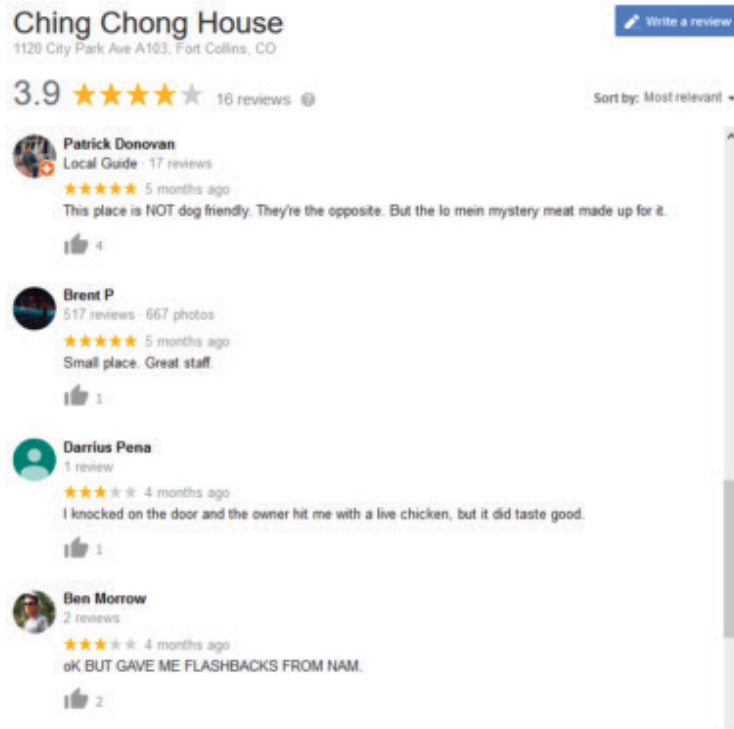 Ching Chong House
Write a review
1120 City Park Ave A103, Fort Collins, CO
3.9 16 reviews
Sort by: Most relevant
Patrick Donovan
Local Guide · 17 reviews
5 months ago
This place is NOT dog friendly. They're the opposite. But the lo mein mystery meat made up for it.
4
Brent P
517 reviews · 667 photos
5 months ago
Small place. Great staff.
1
Darrius Pena
1 review
4 months ago
I knocked on the door and the owner hit me with a live chicken, but it did taste good.
1
Ben Morrow
2 reviews
4 months ago
oK BUT GAVE ME FLASHBACKS FROM NAM.
2